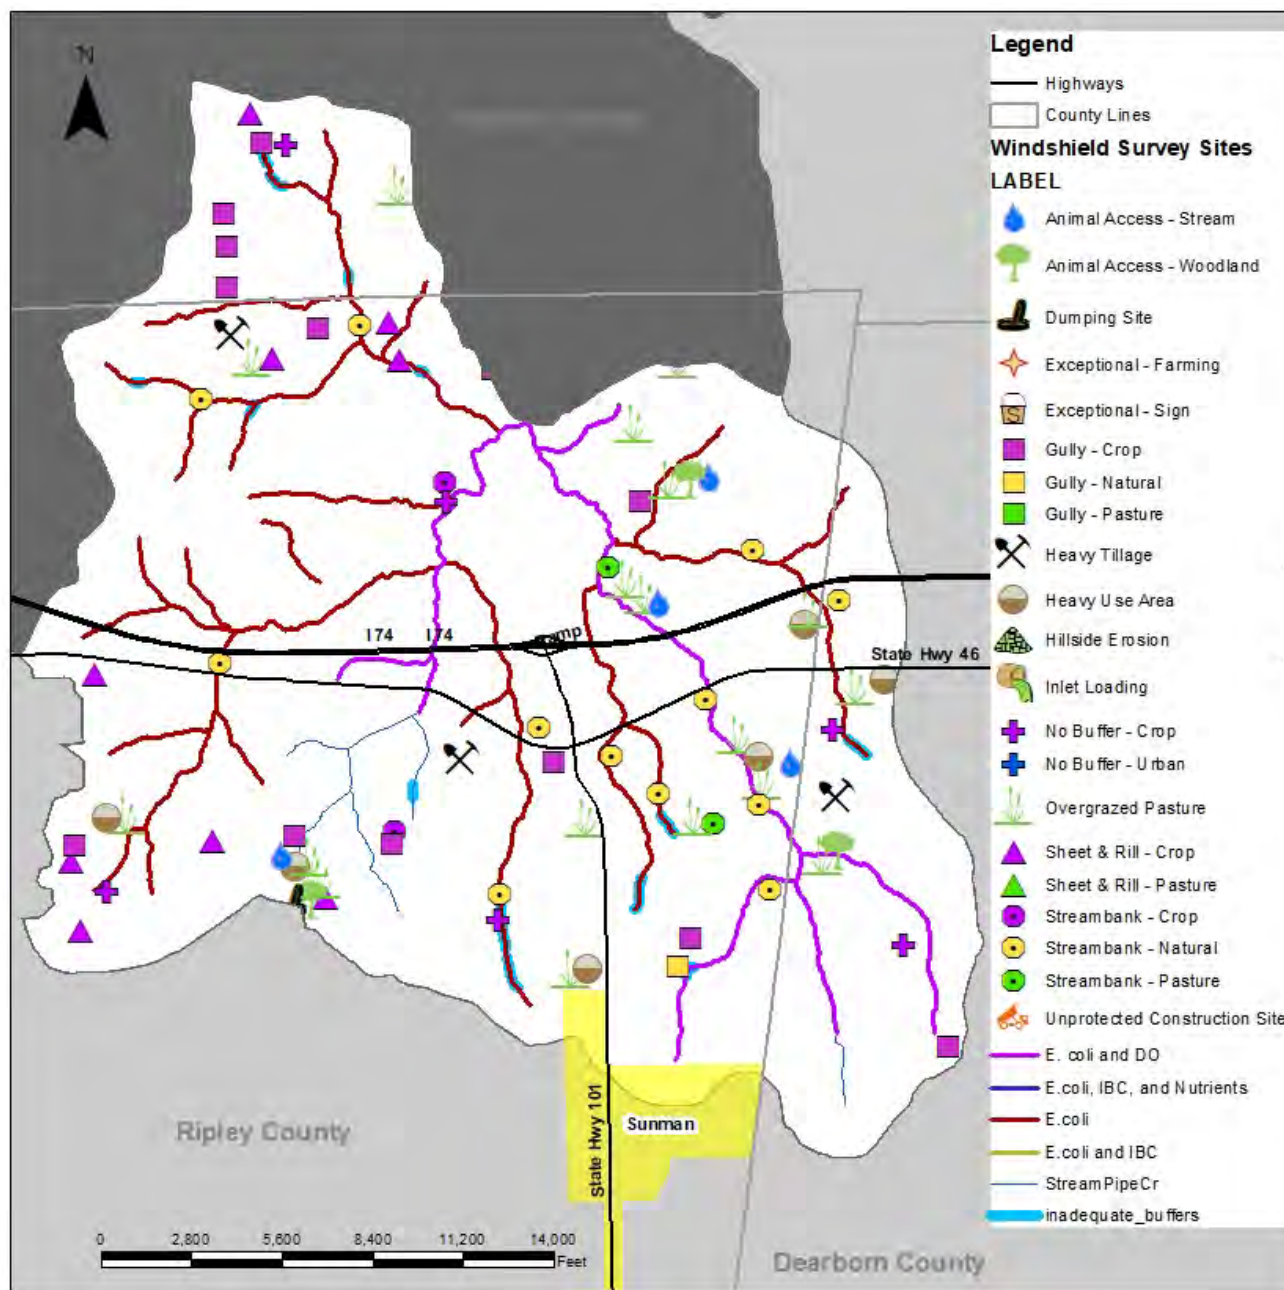 N
Legend
Highways
County Lines
Windshield Survey Sites
LABEL
Animal Access - Stream
Animal Access - Woodland
Dumping Site
Exceptional - Farming
Exceptional - Sign
Gully - Crop
Gully - Natural
Gully - Pasture
Heavy Tillage
Heavy Use Area
Hillside Erosion
Inlet Loading
No Buffer - Crop
No Buffer - Urban
Overgrazed Pasture
Sheet & Rill - Crop
Sheet & Rill - Pasture
Streambank - Crop
Streambank - Natural
Streambank - Pasture
Unprotected Construction Site
E. coli and DO
E.coli, IBC, and Nutrients
E.coli
E.coli and IBC
StreamPipeCr
inadequate_buffers
I74 I74
State Hwy 46
State Hwy 101
Sunman
Ripley County
Dearborn County
0 2,800 5,600 8,400 11,200 14,000
Feet